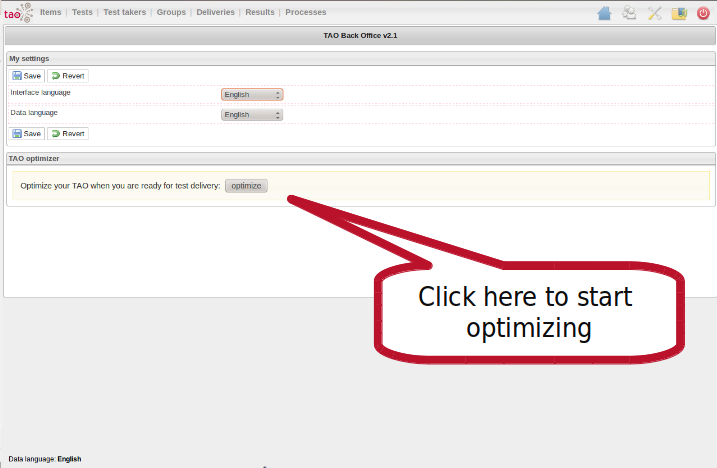 tao Items | Tests | Test takers | Groups | Deliveries | Results | Processes
TAO Back Office v2.1
My settings
Save Revert
Interface language English
Data language English
Save Revert
TAO optimizer
Optimize your TAO when you are ready for test delivery: optimize
Click here to start
optimizing
Data language: English